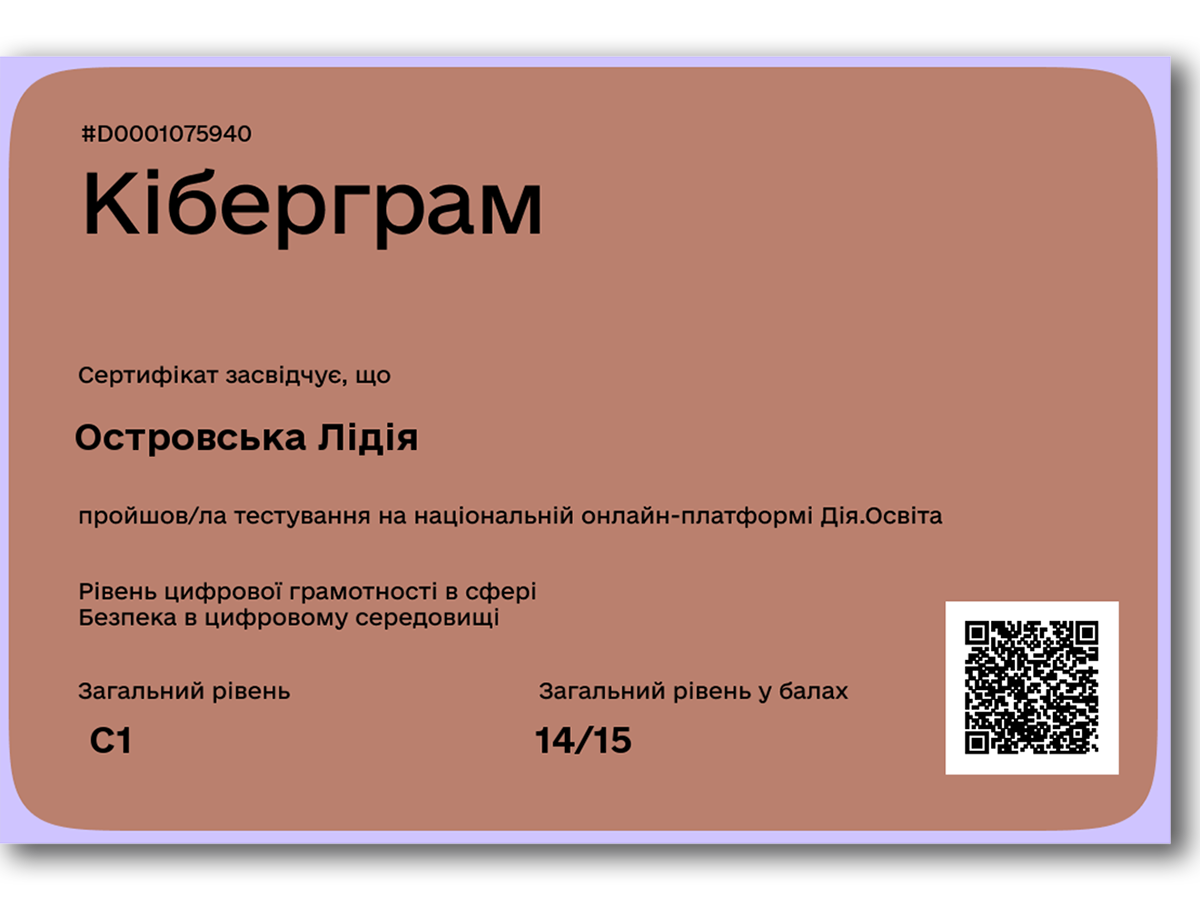 #D0001075940
Кіберграм
Сертифікат засвідчує, що
Островська Лідія
пройшов/ла тестування на національній онлайн-платформі Дія.Освіта
Рівень цифрової грамотності в сфері
Безпека в цифровому середовищі
Загальний рівень
Загальний рівень у балах
C1
14/15